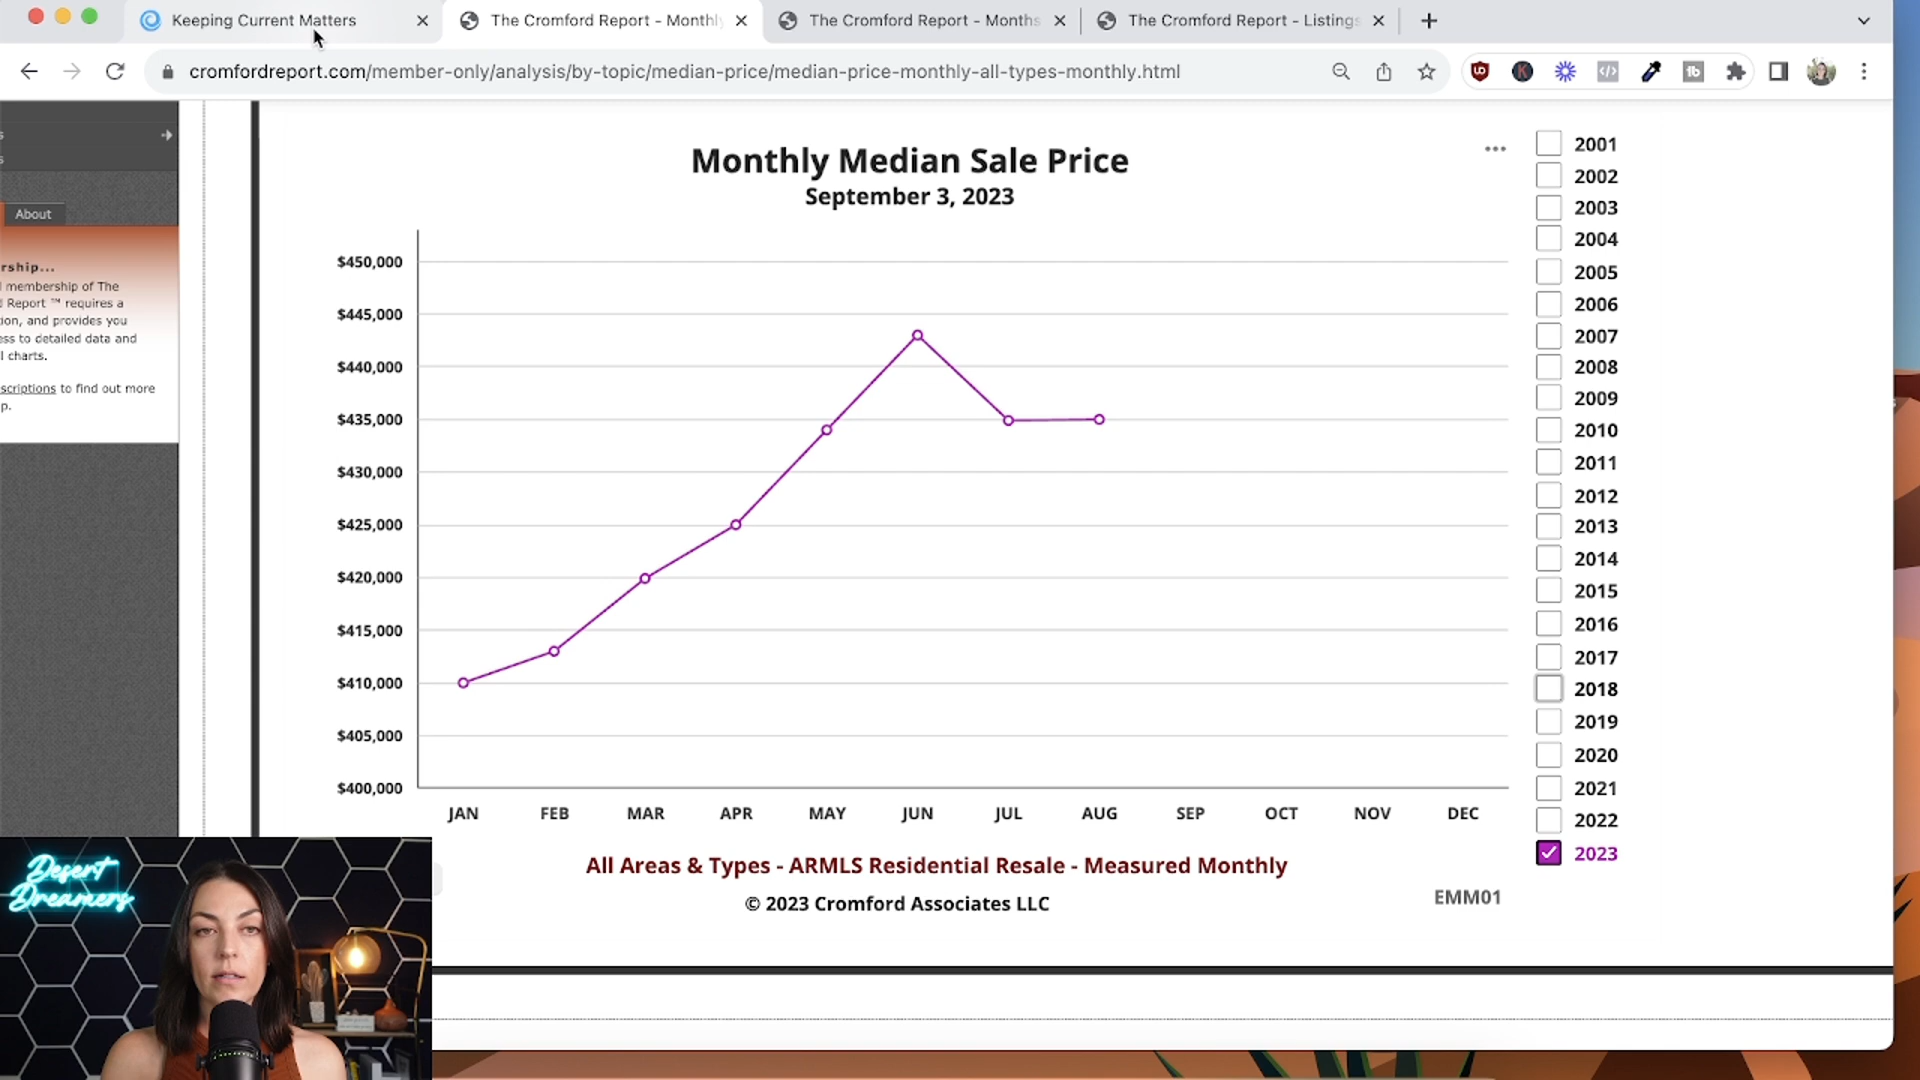 Keeping Current Matters
The Cromford Report - Monthly
The Cromford Report - Months
The Cromford Report - Listings
cromfordreport.com/member-only/analysis/by-topic/median-price/median-price-monthly-all-types-monthly.html
About
rship...
membership of The
Report ™ requires a
ion, and provides you
ess to detailed data and
l charts.
scriptions to find out more
p.
Monthly Median Sale Price
September 3, 2023
$450,000
$445,000
$440,000
$435,000
$430,000
$425,000
$420,000
$415,000
$410,000
$405,000
$400,000
JAN FEB MAR APR MAY JUN JUL AUG SEP OCT NOV DEC
All Areas & Types - ARMLS Residential Resale - Measured Monthly
© 2023 Cromford Associates LLC
EMM01
2001
2002
2003
2004
2005
2006
2007
2008
2009
2010
2011
2012
2013
2014
2015
2016
2017
2018
2019
2020
2021
2022
2023
Desert
Dreamers